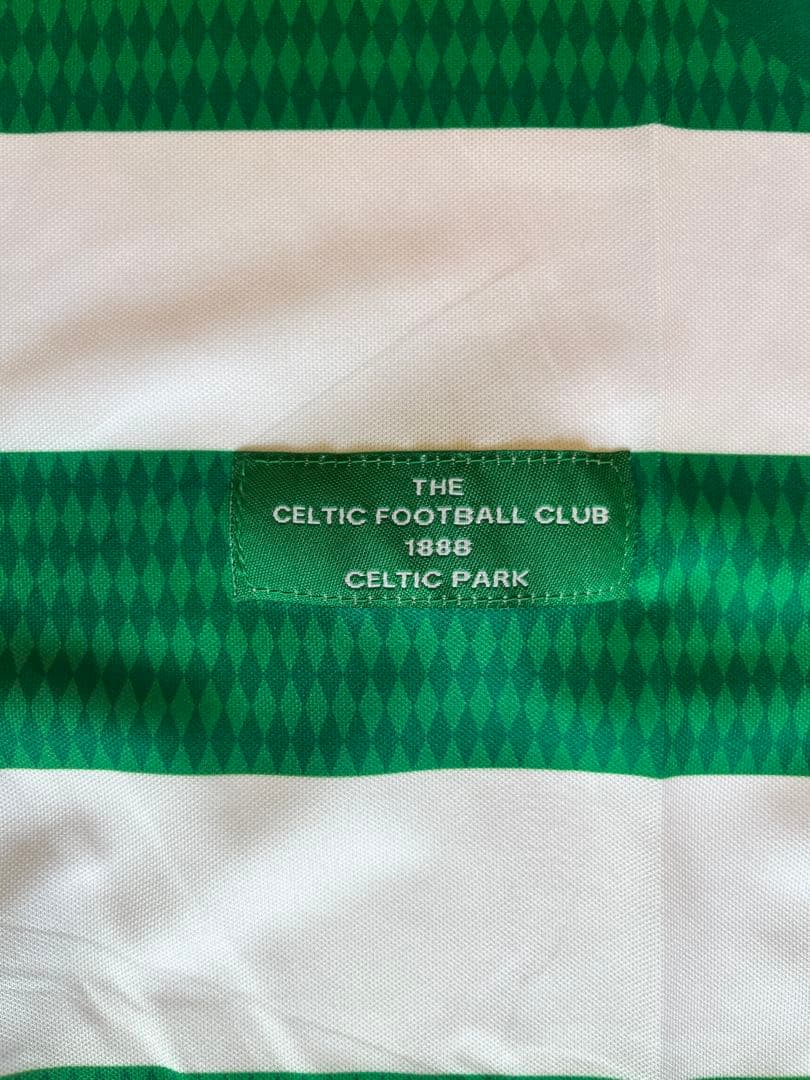 THE
CELTIC FOOTBALL CLUB
1888
CELTIC PARK